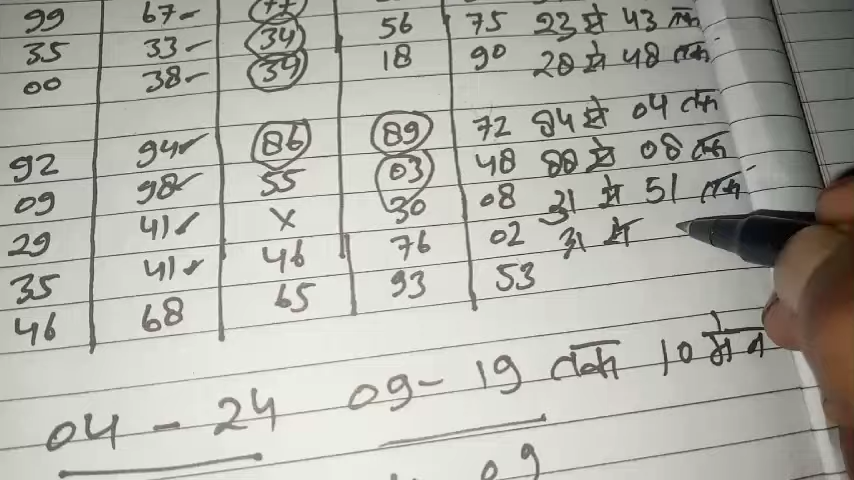 99 67 77 56 75 23 से 43 तक
35 33 34 18 90 28 से 48 तक
00 38 39
92 94 86 89 72 84 से 04 तक
09 98 55 03 48 88 से 08 तक
29 41 X 30 08 31 से 51 तक
35 41 46 76 02 31 से
46 68 65 93 53
04 - 24 09 - 19 तक 10
09